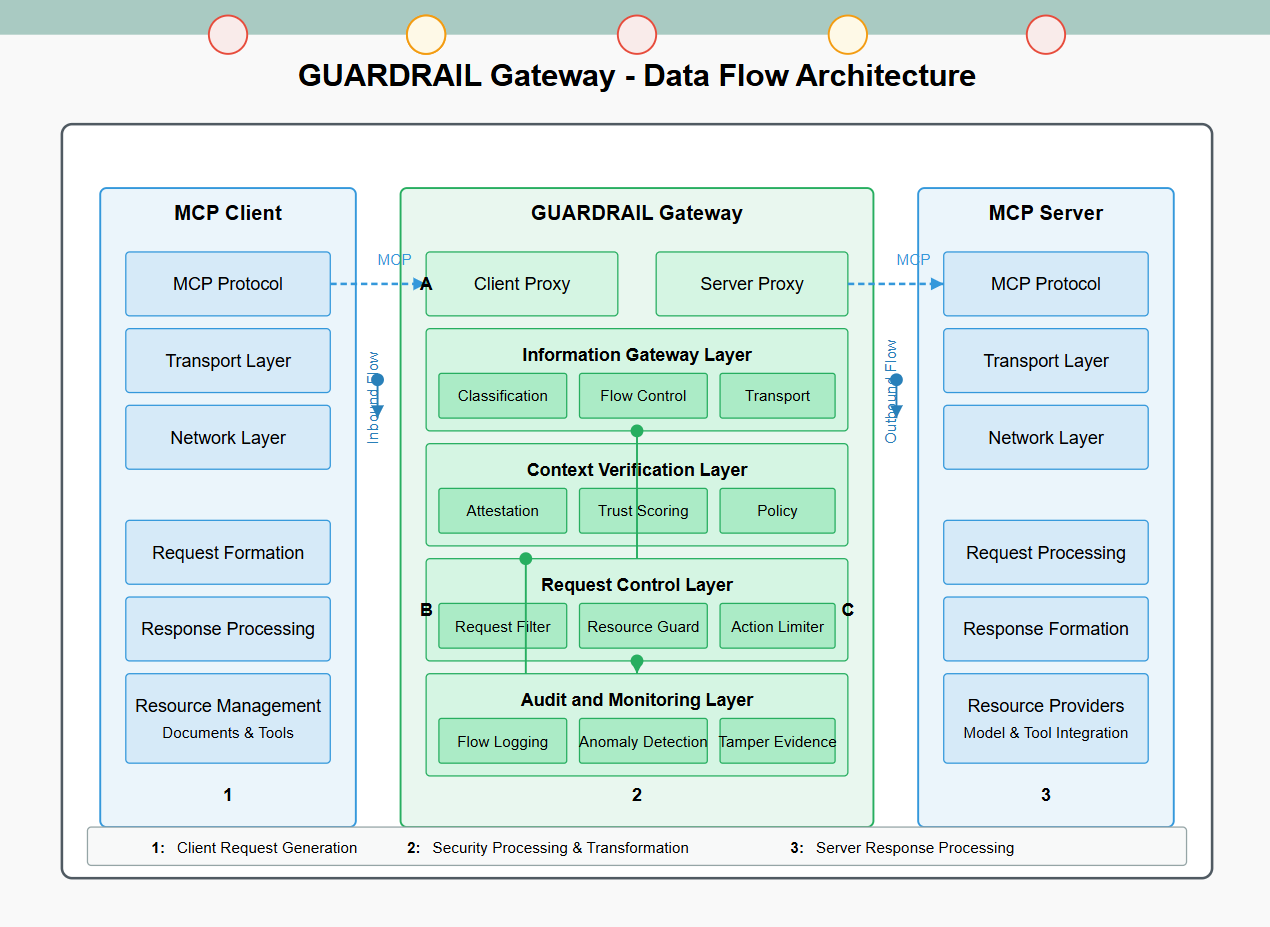 GUARDRAIL Gateway - Data Flow Architecture
MCP Client
MCP Protocol
Transport Layer
Network Layer
Request Formation
Response Processing
Resource Management
Documents & Tools
1
MCP
Inbound Flow
GUARDRAIL Gateway
A
Client Proxy
Server Proxy
Information Gateway Layer
Classification
Flow Control
Transport
Context Verification Layer
Attestation
Trust Scoring
Policy
Request Control Layer
B
Request Filter
Resource Guard
Action Limiter
C
Audit and Monitoring Layer
Flow Logging
Anomaly Detection
Tamper Evidence
2
MCP
Outbound Flow
MCP Server
MCP Protocol
Transport Layer
Network Layer
Request Processing
Response Formation
Resource Providers
Model & Tool Integration
3
1: Client Request Generation
2: Security Processing & Transformation
3: Server Response Processing